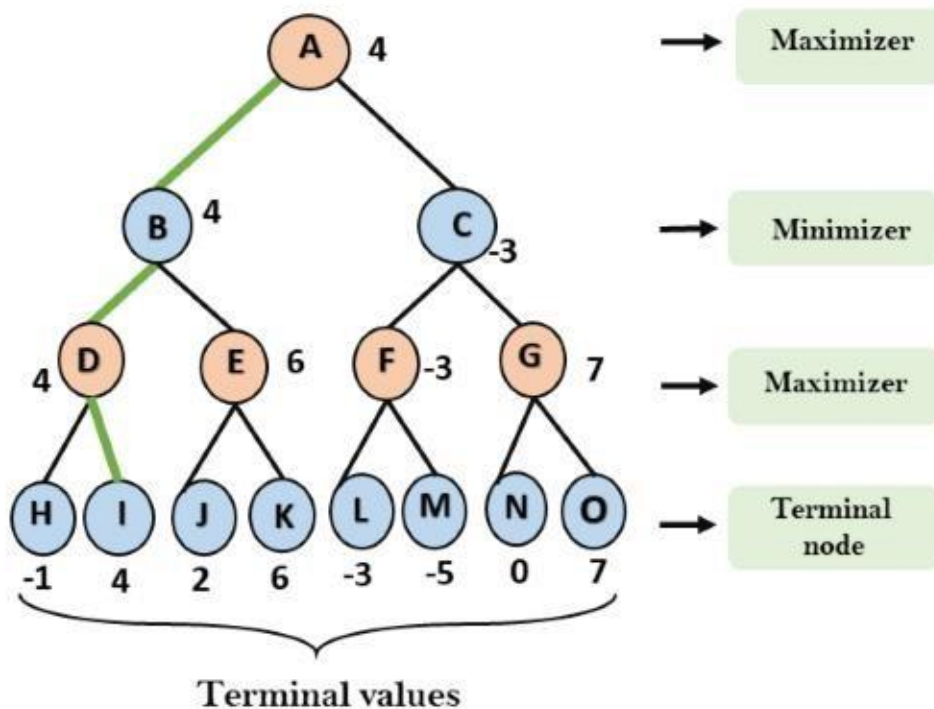 A 4 Maximizer
B 4 C -3 Minimizer
D 4 E 6 F -3 G 7 Maximizer
H I J K L M N O Terminal
node
-1 4 2 6 -3 -5 0 7
Terminal values